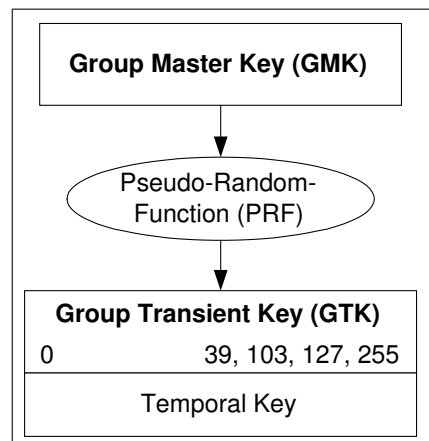 Group Master Key (GMK)
Pseudo-Random-
Function (PRF)
Group Transient Key (GTK)
0 39, 103, 127, 255
Temporal Key